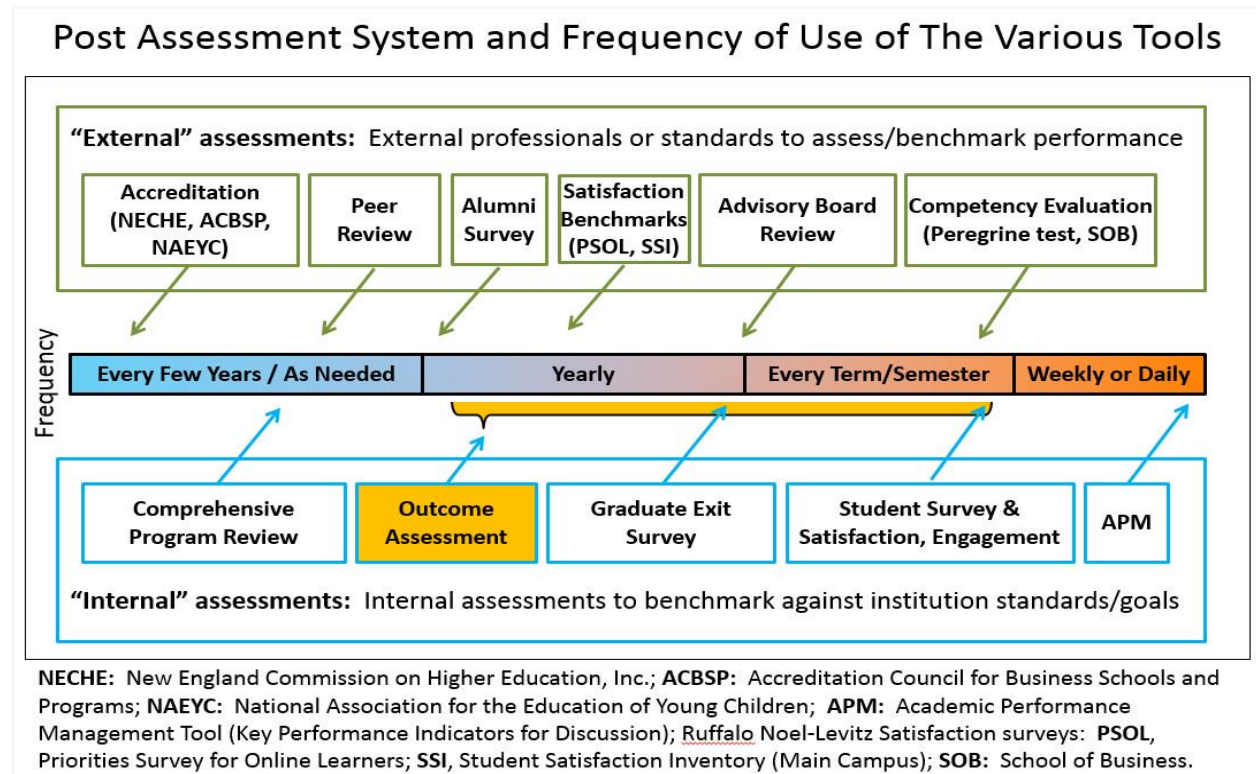 Post Assessment System and Frequency of Use of The Various Tools
“External” assessments: External professionals or standards to assess/benchmark performance
Accreditation
(NECHE, ACBSP,
NAEYC)
Peer
Review
Alumni
Survey
Satisfaction
Benchmarks
(PSOL, SSI)
Advisory Board
Review
Competency Evaluation
(Peregrine test, SOB)
Frequency
Every Few Years / As Needed
Yearly
Every Term/Semester
Weekly or Daily
Comprehensive
Program Review
Outcome
Assessment
Graduate Exit
Survey
Student Survey &
Satisfaction, Engagement
APM
“Internal” assessments: Internal assessments to benchmark against institution standards/goals
NECHE: New England Commission on Higher Education, Inc.; ACBSP: Accreditation Council for Business Schools and
Programs; NAEYC: National Association for the Education of Young Children; APM: Academic Performance
Management Tool (Key Performance Indicators for Discussion); Ruffalo Noel-Levitz Satisfaction surveys: PSOL,
Priorities Survey for Online Learners; SSI, Student Satisfaction Inventory (Main Campus); SOB: School of Business.